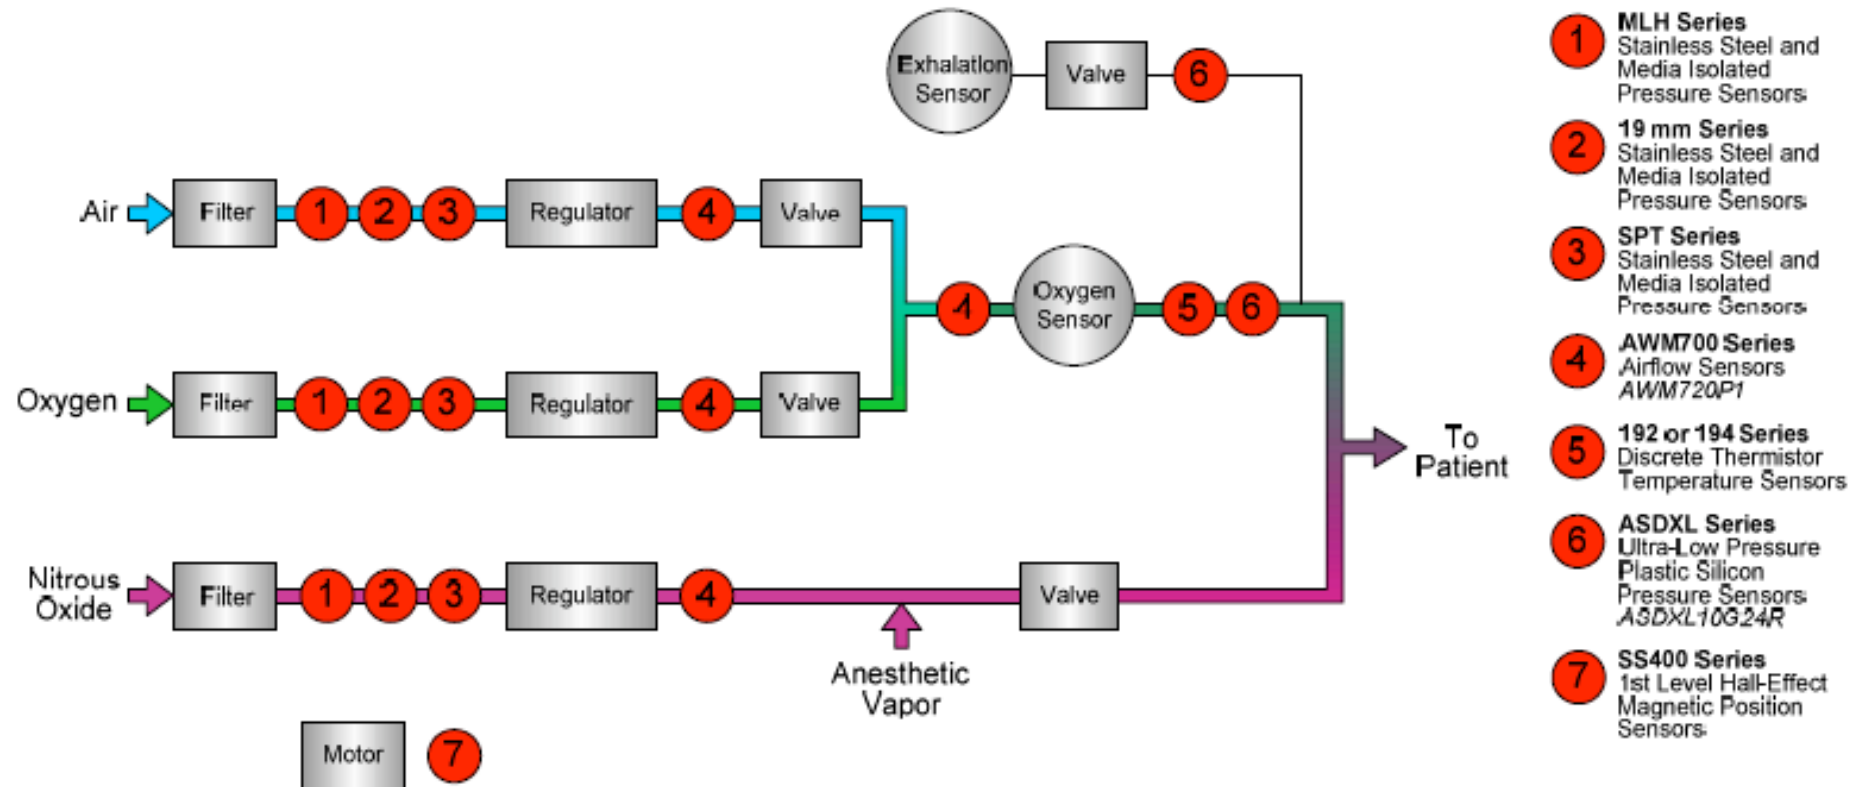 Exhalation
Sensor
Valve
6
Air
Filter
1
2
3
Regulator
4
Valve
4
Oxygen
Sensor
5
6
Oxygen
Filter
1
2
3
Regulator
4
Valve
To
Patient
Nitrous
Oxide
Filter
1
2
3
Regulator
4
Valve
Anesthetic
Vapor
Motor
7
1
MLH Series
Stainless Steel and
Media Isolated
Pressure Sensors
2
19 mm Series
Stainless Steel and
Media Isolated
Pressure Sensors
3
SPT Series
Stainless Steel and
Media Isolated
Pressure Sensors
4
AWM700 Series
Airflow Sensors
AWM720P1
5
192 or 194 Series
Discrete Thermistor
Temperature Sensors
6
ASDXL Series
Ultra-Low Pressure
Plastic Silicon
Pressure Sensors
ASDXL10G24R
7
SS400 Series
1st Level Hall-Effect
Magnetic Position
Sensors